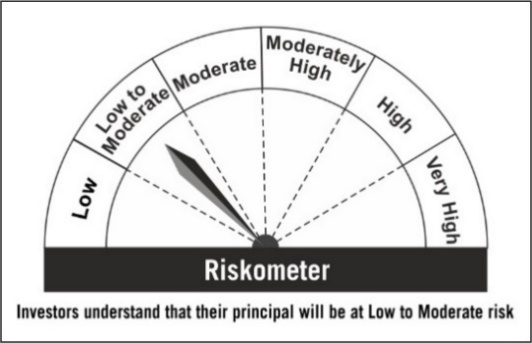 Low
Low to
Moderate
Moderate
Moderately
High
High
Very High
Riskometer
Investors understand that their principal will be at Low to Moderate risk